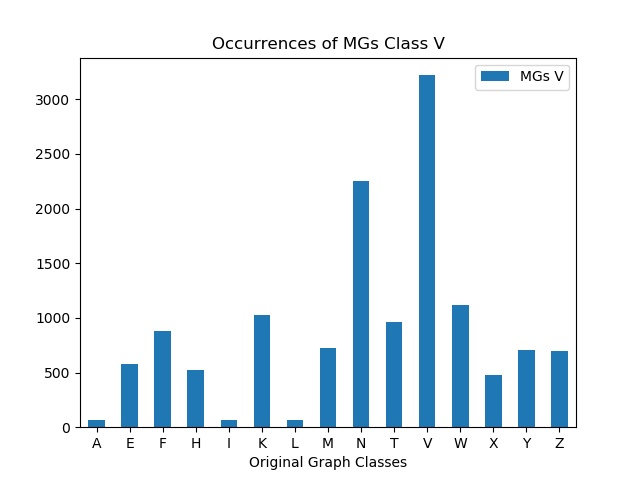 Occurrences of MGs Class V
MGs V
3000
2500
2000
1500
1000
500
0
A E F H I K L M N T V W X Y Z
Original Graph Classes